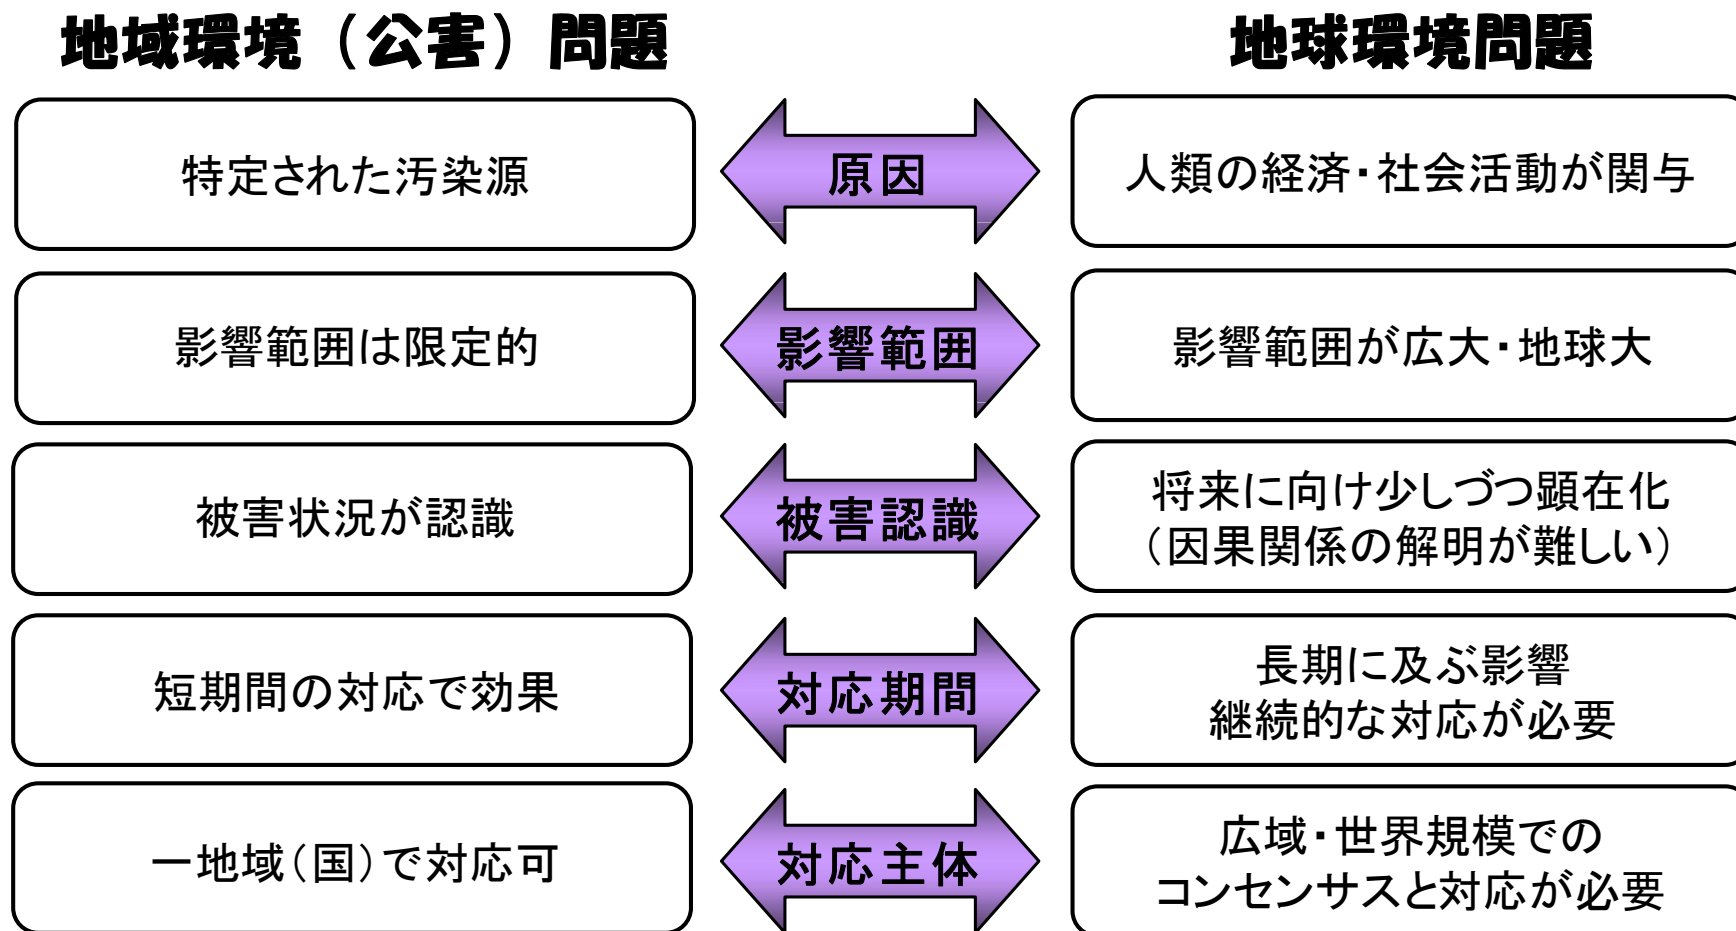 地域環境（公害）問題
地球環境問題
特定された汚染源
原因
人類の経済・社会活動が関与
影響範囲は限定的
影響範囲
影響範囲が広大・地球大
被害状況が認識
被害認識
将来に向け少しづつ顕在化
（因果関係の解明が難しい）
短期間の対応で効果
対応期間
長期に及ぶ影響
継続的な対応が必要
一地域（国）で対応可
対応主体
広域・世界規模での
コンセンサスと対応が必要